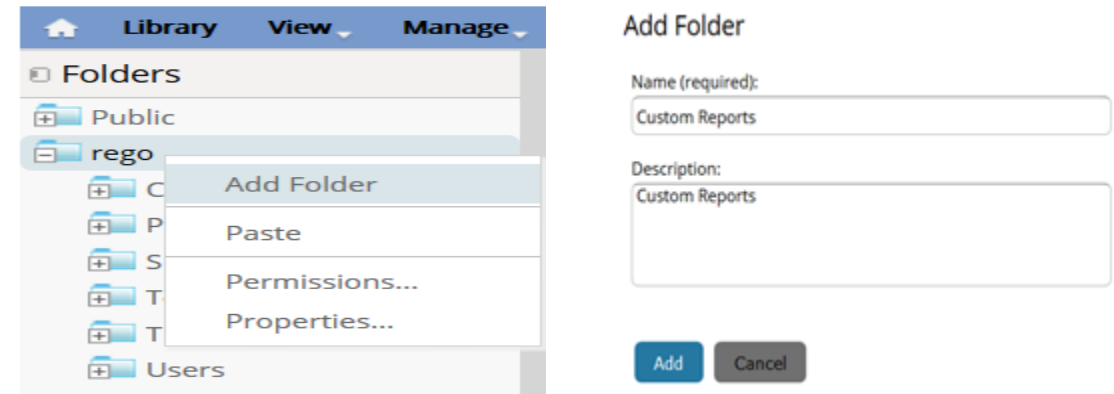 Library View Manage
Folders
Public
rego
Add Folder
C
P
Paste
S
Permissions...
T
Properties...
T
Users
Add Folder
Name (required):
Custom Reports
Description:
Custom Reports
Add Cancel